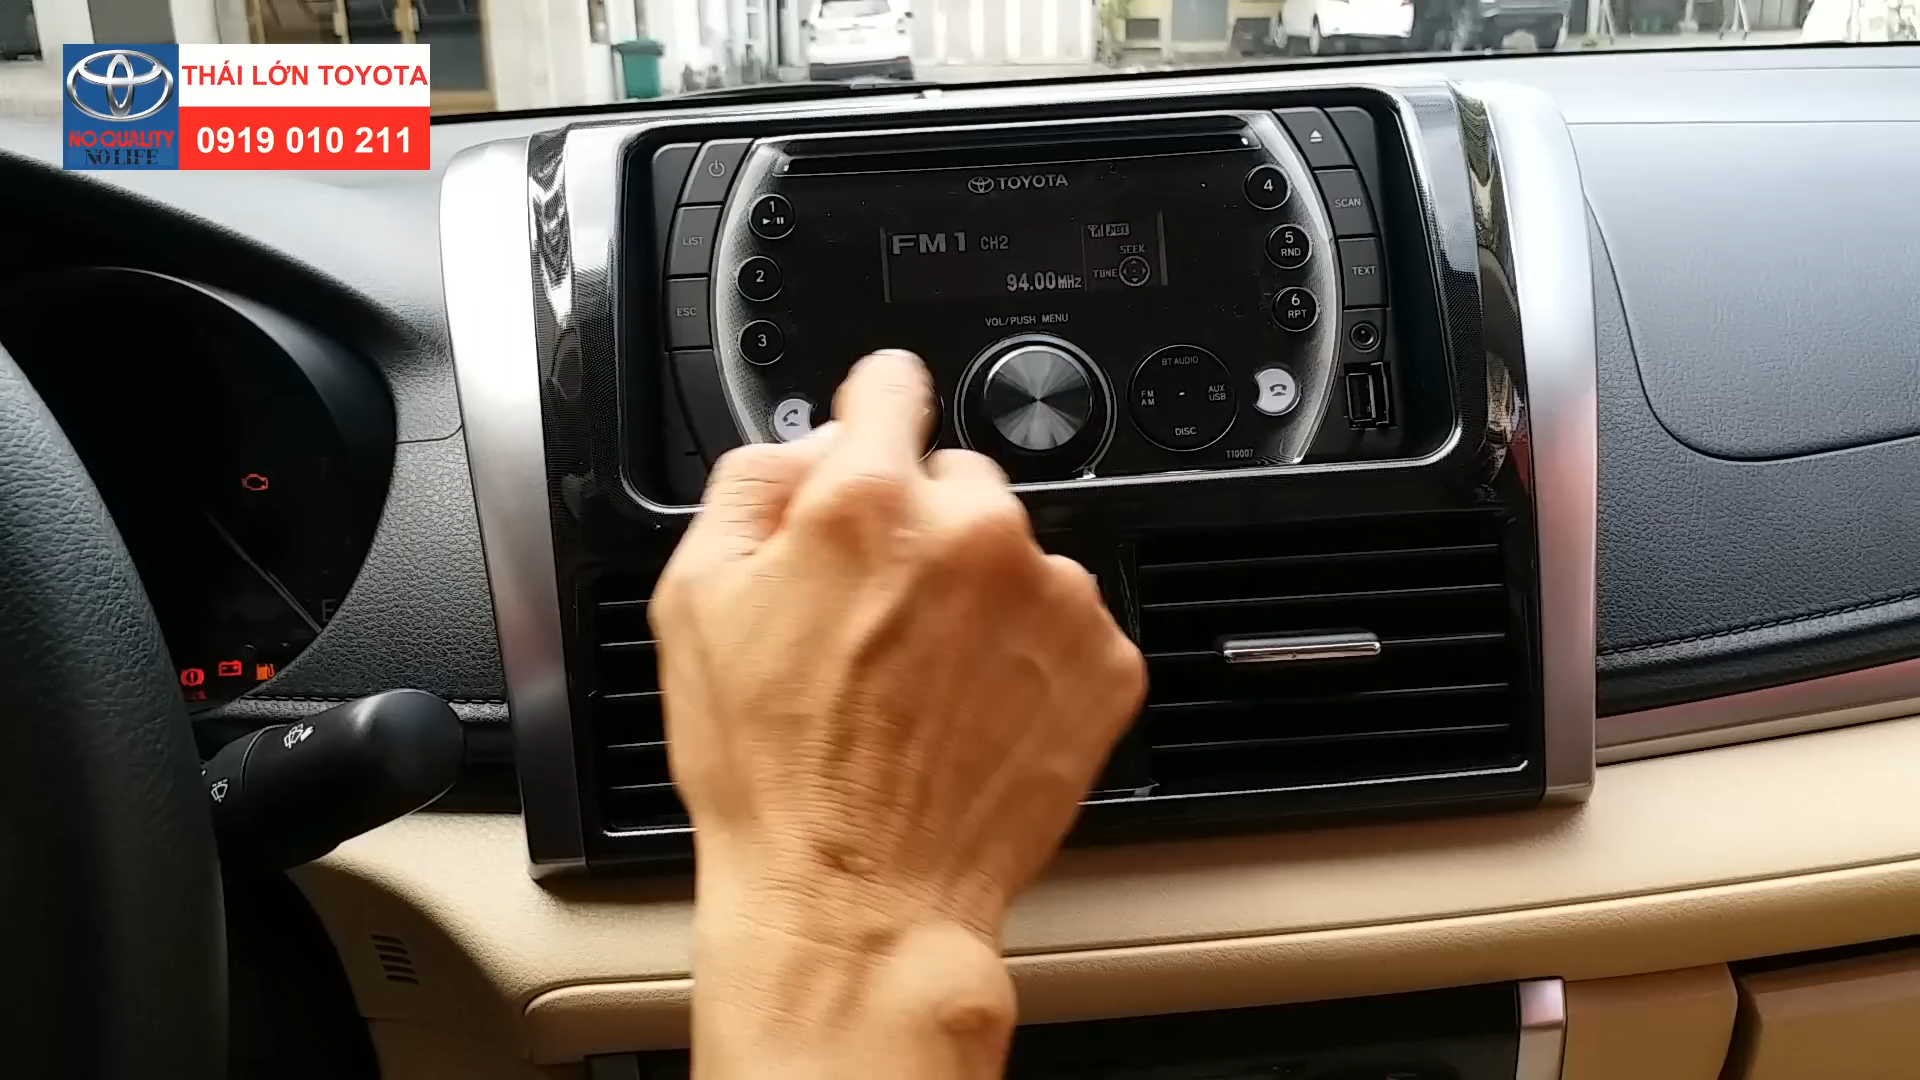 THÁI LỚN TOYOTA
NO QUALITY
NO LIFE
0919 010 211
TOYOTA
1
LIST
2
ESC
3
FM1 CH2
BT
SEEK
94.00MHz
TUNE
VOL/PUSH MENU
4
SCAN
5
RND
TEXT
6
RPT
BT AUDIO
FM
AM
AUX
USB
DISC
T10007
E